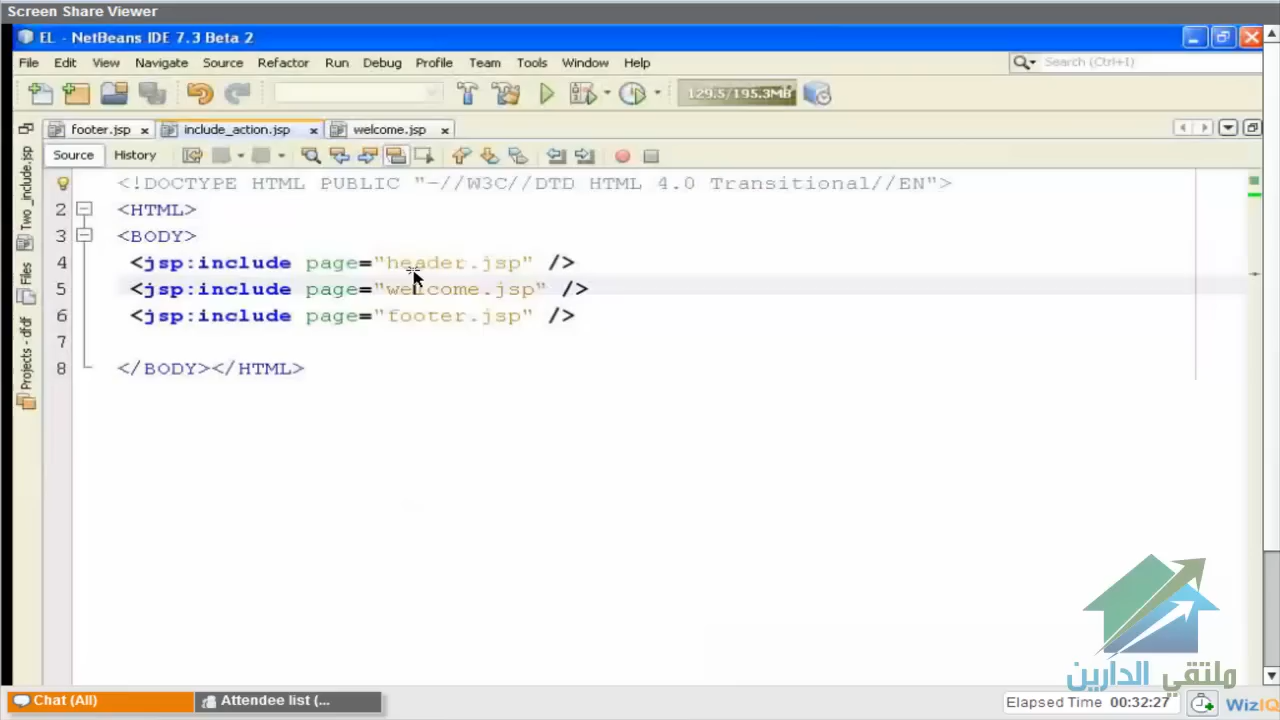 Screen Share Viewer
EL - NetBeans IDE 7.3 Beta 2
File Edit View Navigate Source Refactor Run Debug Profile Team Tools Window Help
Search (Ctrl+I)
129.5/195.3MB
footer.jsp include_action.jsp welcome.jsp
Source History
Two_include.jsp
Files
Projects - dfdf
<!DOCTYPE HTML PUBLIC "-//W3C//DTD HTML 4.0 Transitional//EN">
2 <HTML>
3 <BODY>
4 <jsp:include page="header.jsp" />
5 <jsp:include page="welcome.jsp" />
6 <jsp:include page="footer.jsp" />
7
8 </BODY></HTML>
ملتقي الدارين
Chat (All) Attendee list (...
Elapsed Time 00:32:27
WizIQ